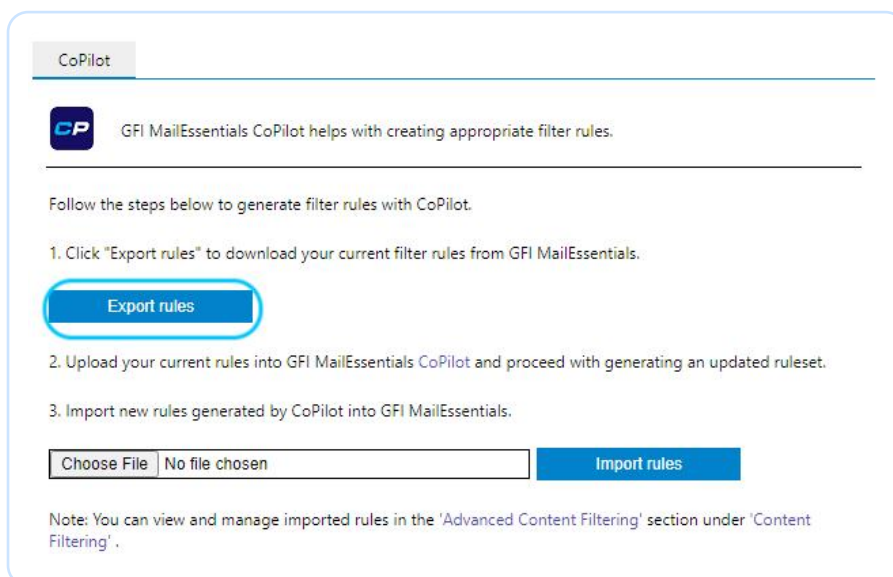 CoPilot
CP
GFI MailEssentials CoPilot helps with creating appropriate filter rules.
Follow the steps below to generate filter rules with CoPilot.
1. Click "Export rules" to download your current filter rules from GFI MailEssentials.
Export rules
2. Upload your current rules into GFI MailEssentials CoPilot and proceed with generating an updated ruleset.
3. Import new rules generated by CoPilot into GFI MailEssentials.
Choose File No file chosen
Import rules
Note: You can view and manage imported rules in the 'Advanced Content Filtering' section under 'Content
Filtering' .